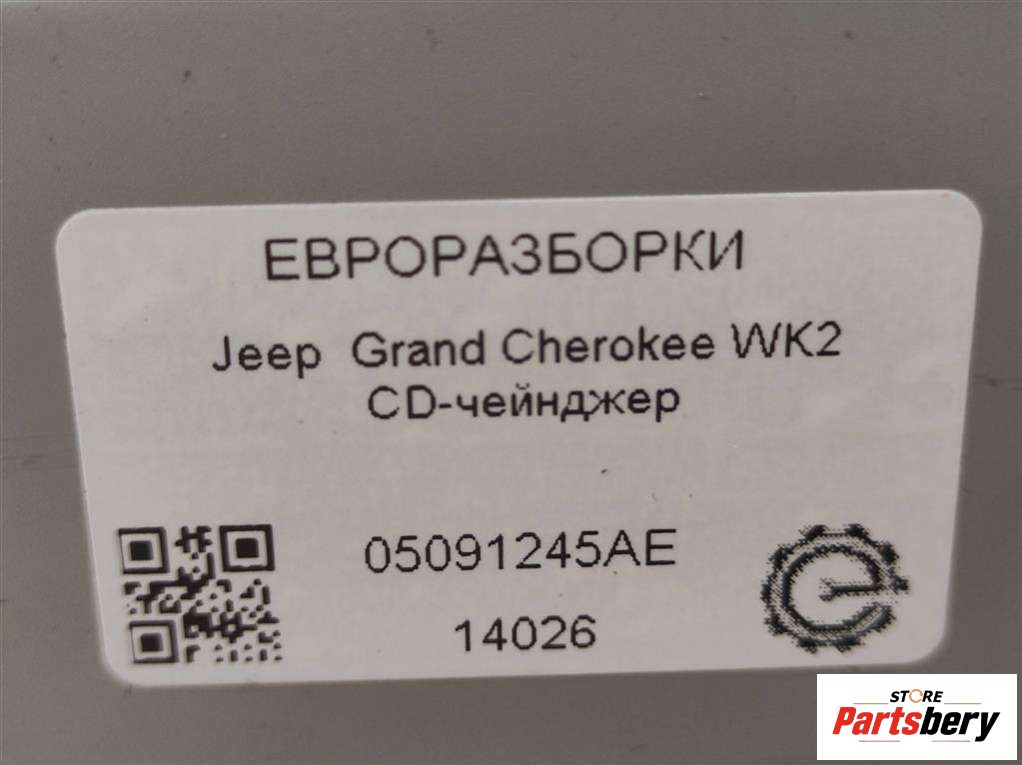 ЕВРОРАЗБОРКИ
Jeep Grand Cherokee WK2
CD-чейнджер
05091245AE
14026
STORE
Partsbery